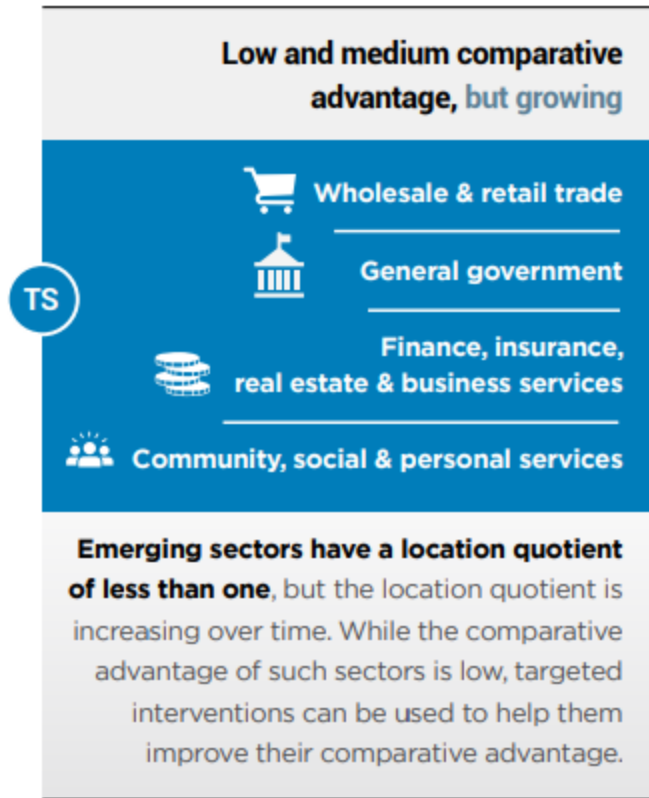 Low and medium comparative
advantage, but growing
Wholesale & retail trade
General government
TS
Finance, insurance,
real estate & business services
Community, social & personal services
Emerging sectors have a location quotient
of less than one, but the location quotient is
increasing over time. While the comparative
advantage of such sectors is low, targeted
interventions can be used to help them
improve their comparative advantage.